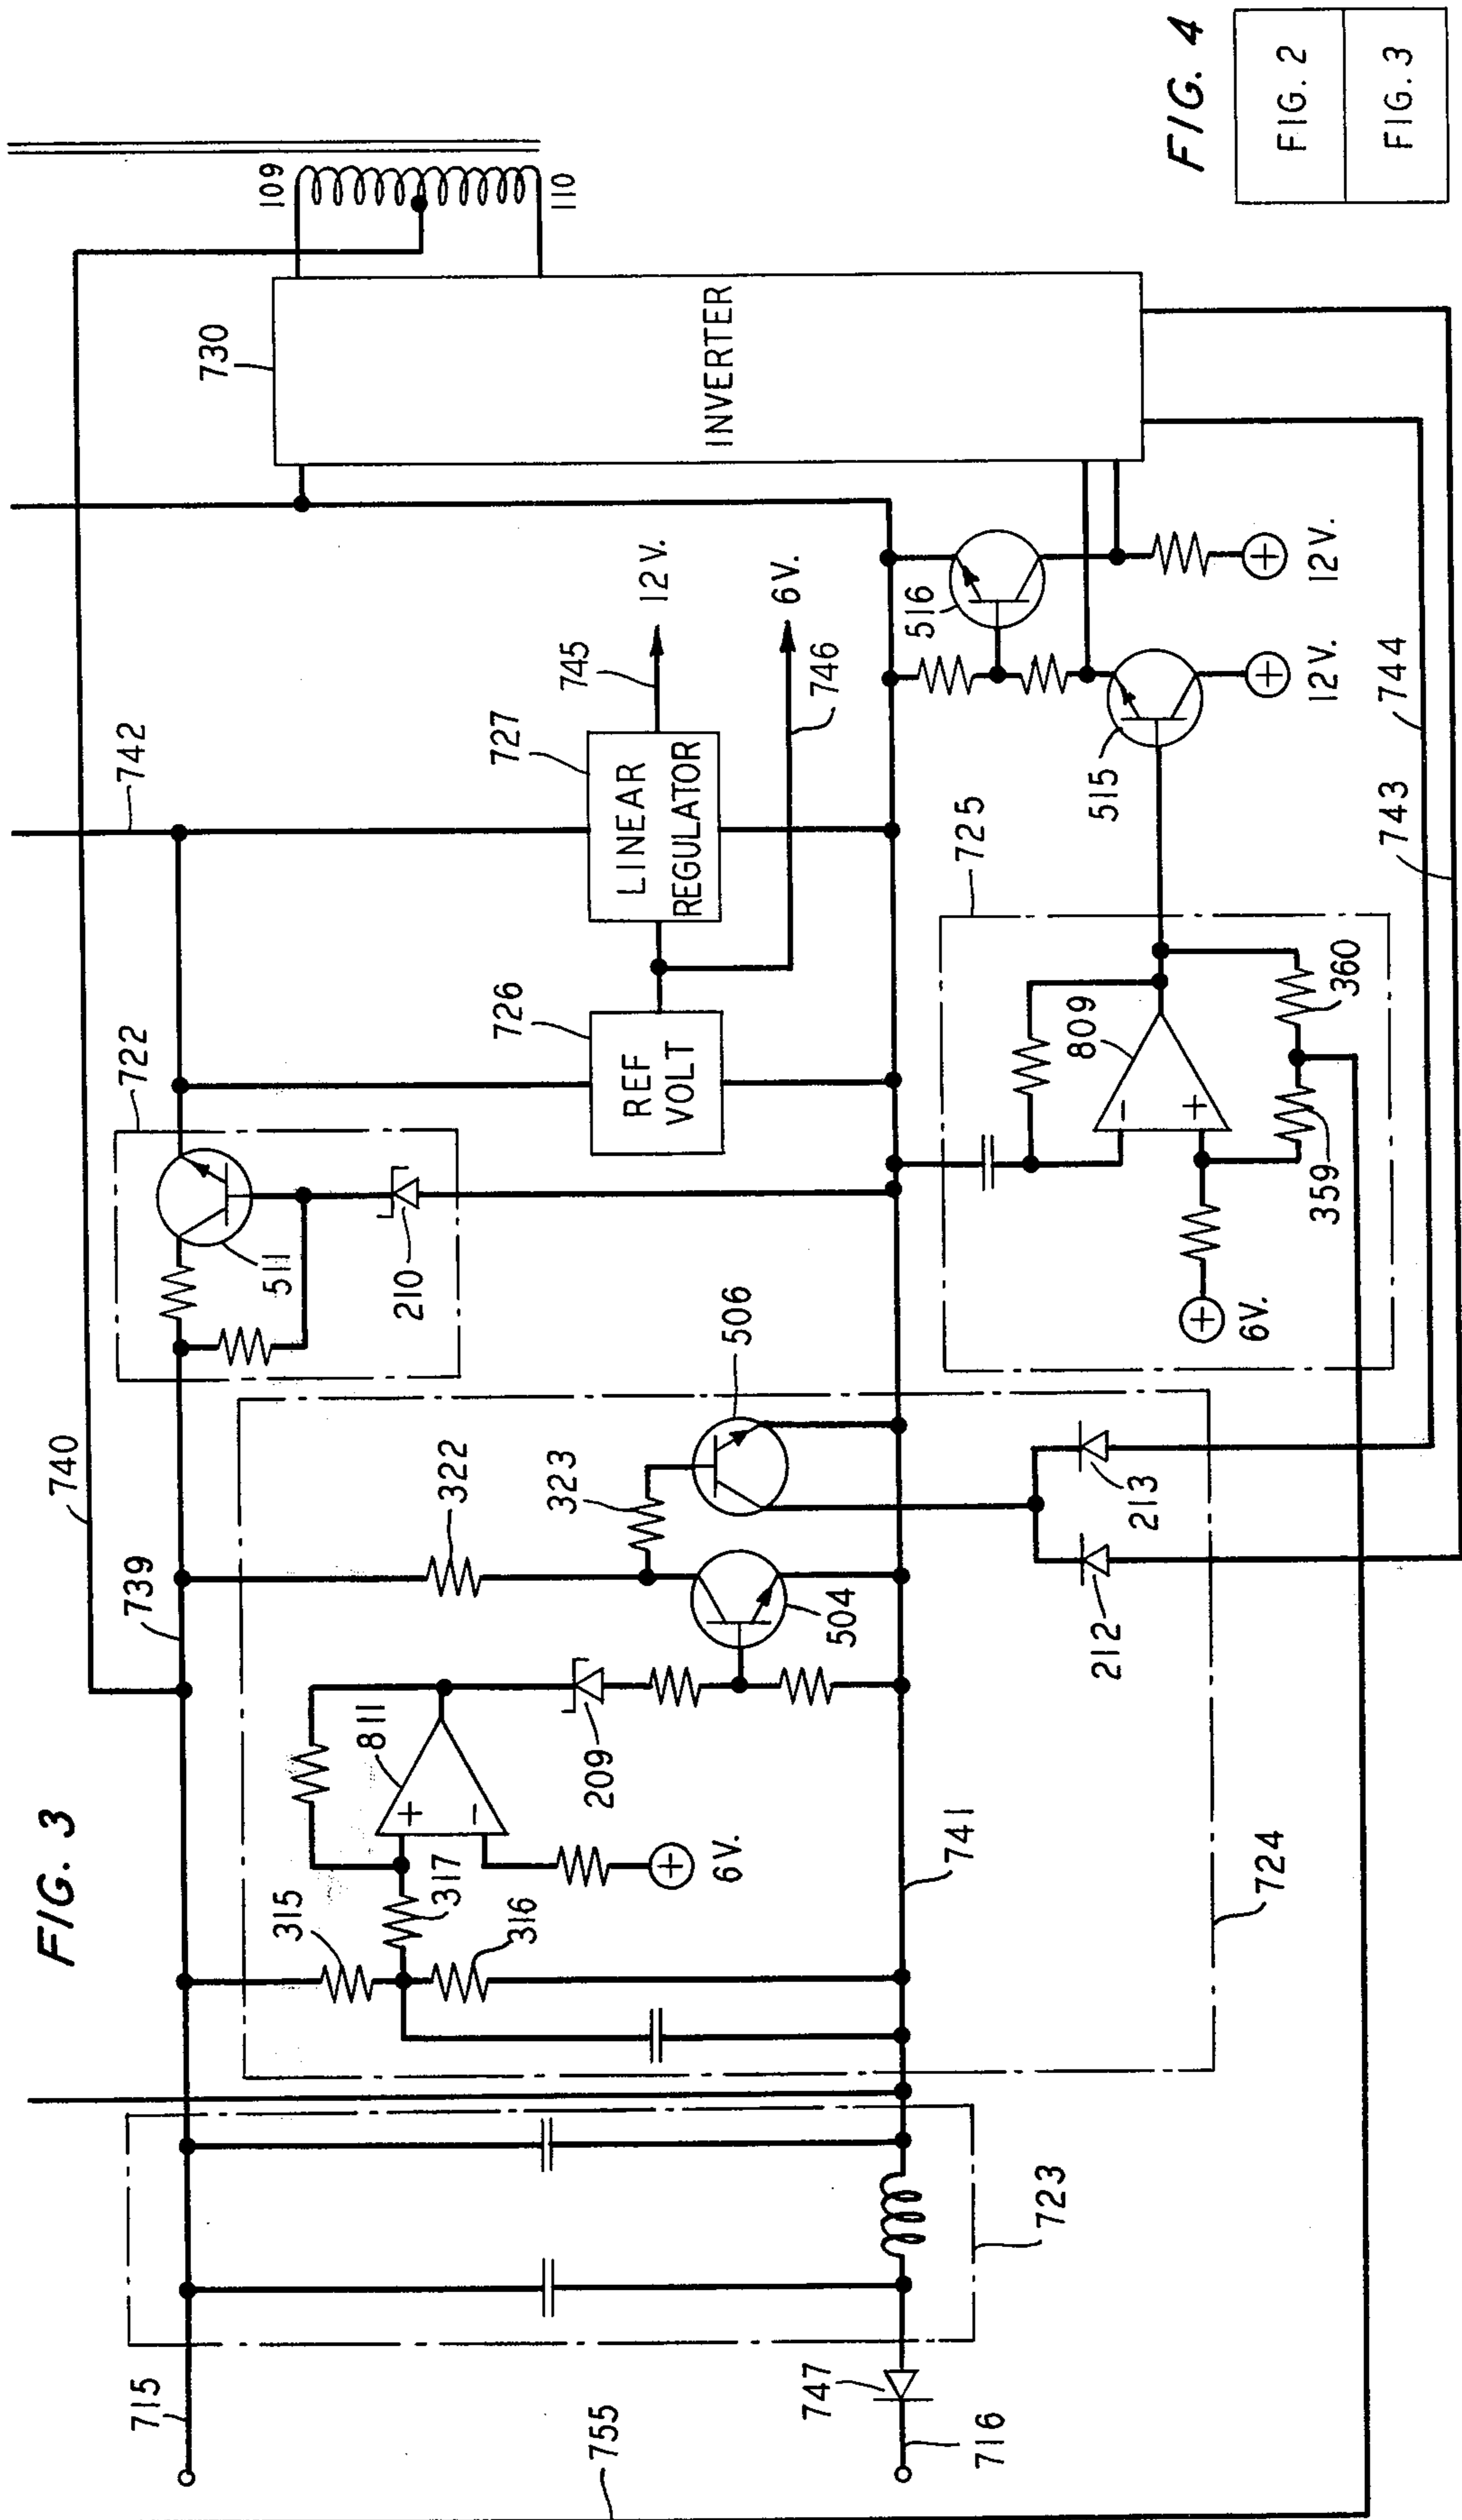 FIG. 3
715
755
747
716
723
739
740
315
317
316
811
6V.
209
322
323
504
506
741
724
212
213
722
511
210
742
726
REF
VOLT
727
LINEAR
REGULATOR
745
12V.
6V.
746
725
809
359
360
6V.
515
516
12V.
12V.
744
743
730
INVERTER
109
110
FIG. 4
FIG. 2
FIG. 3